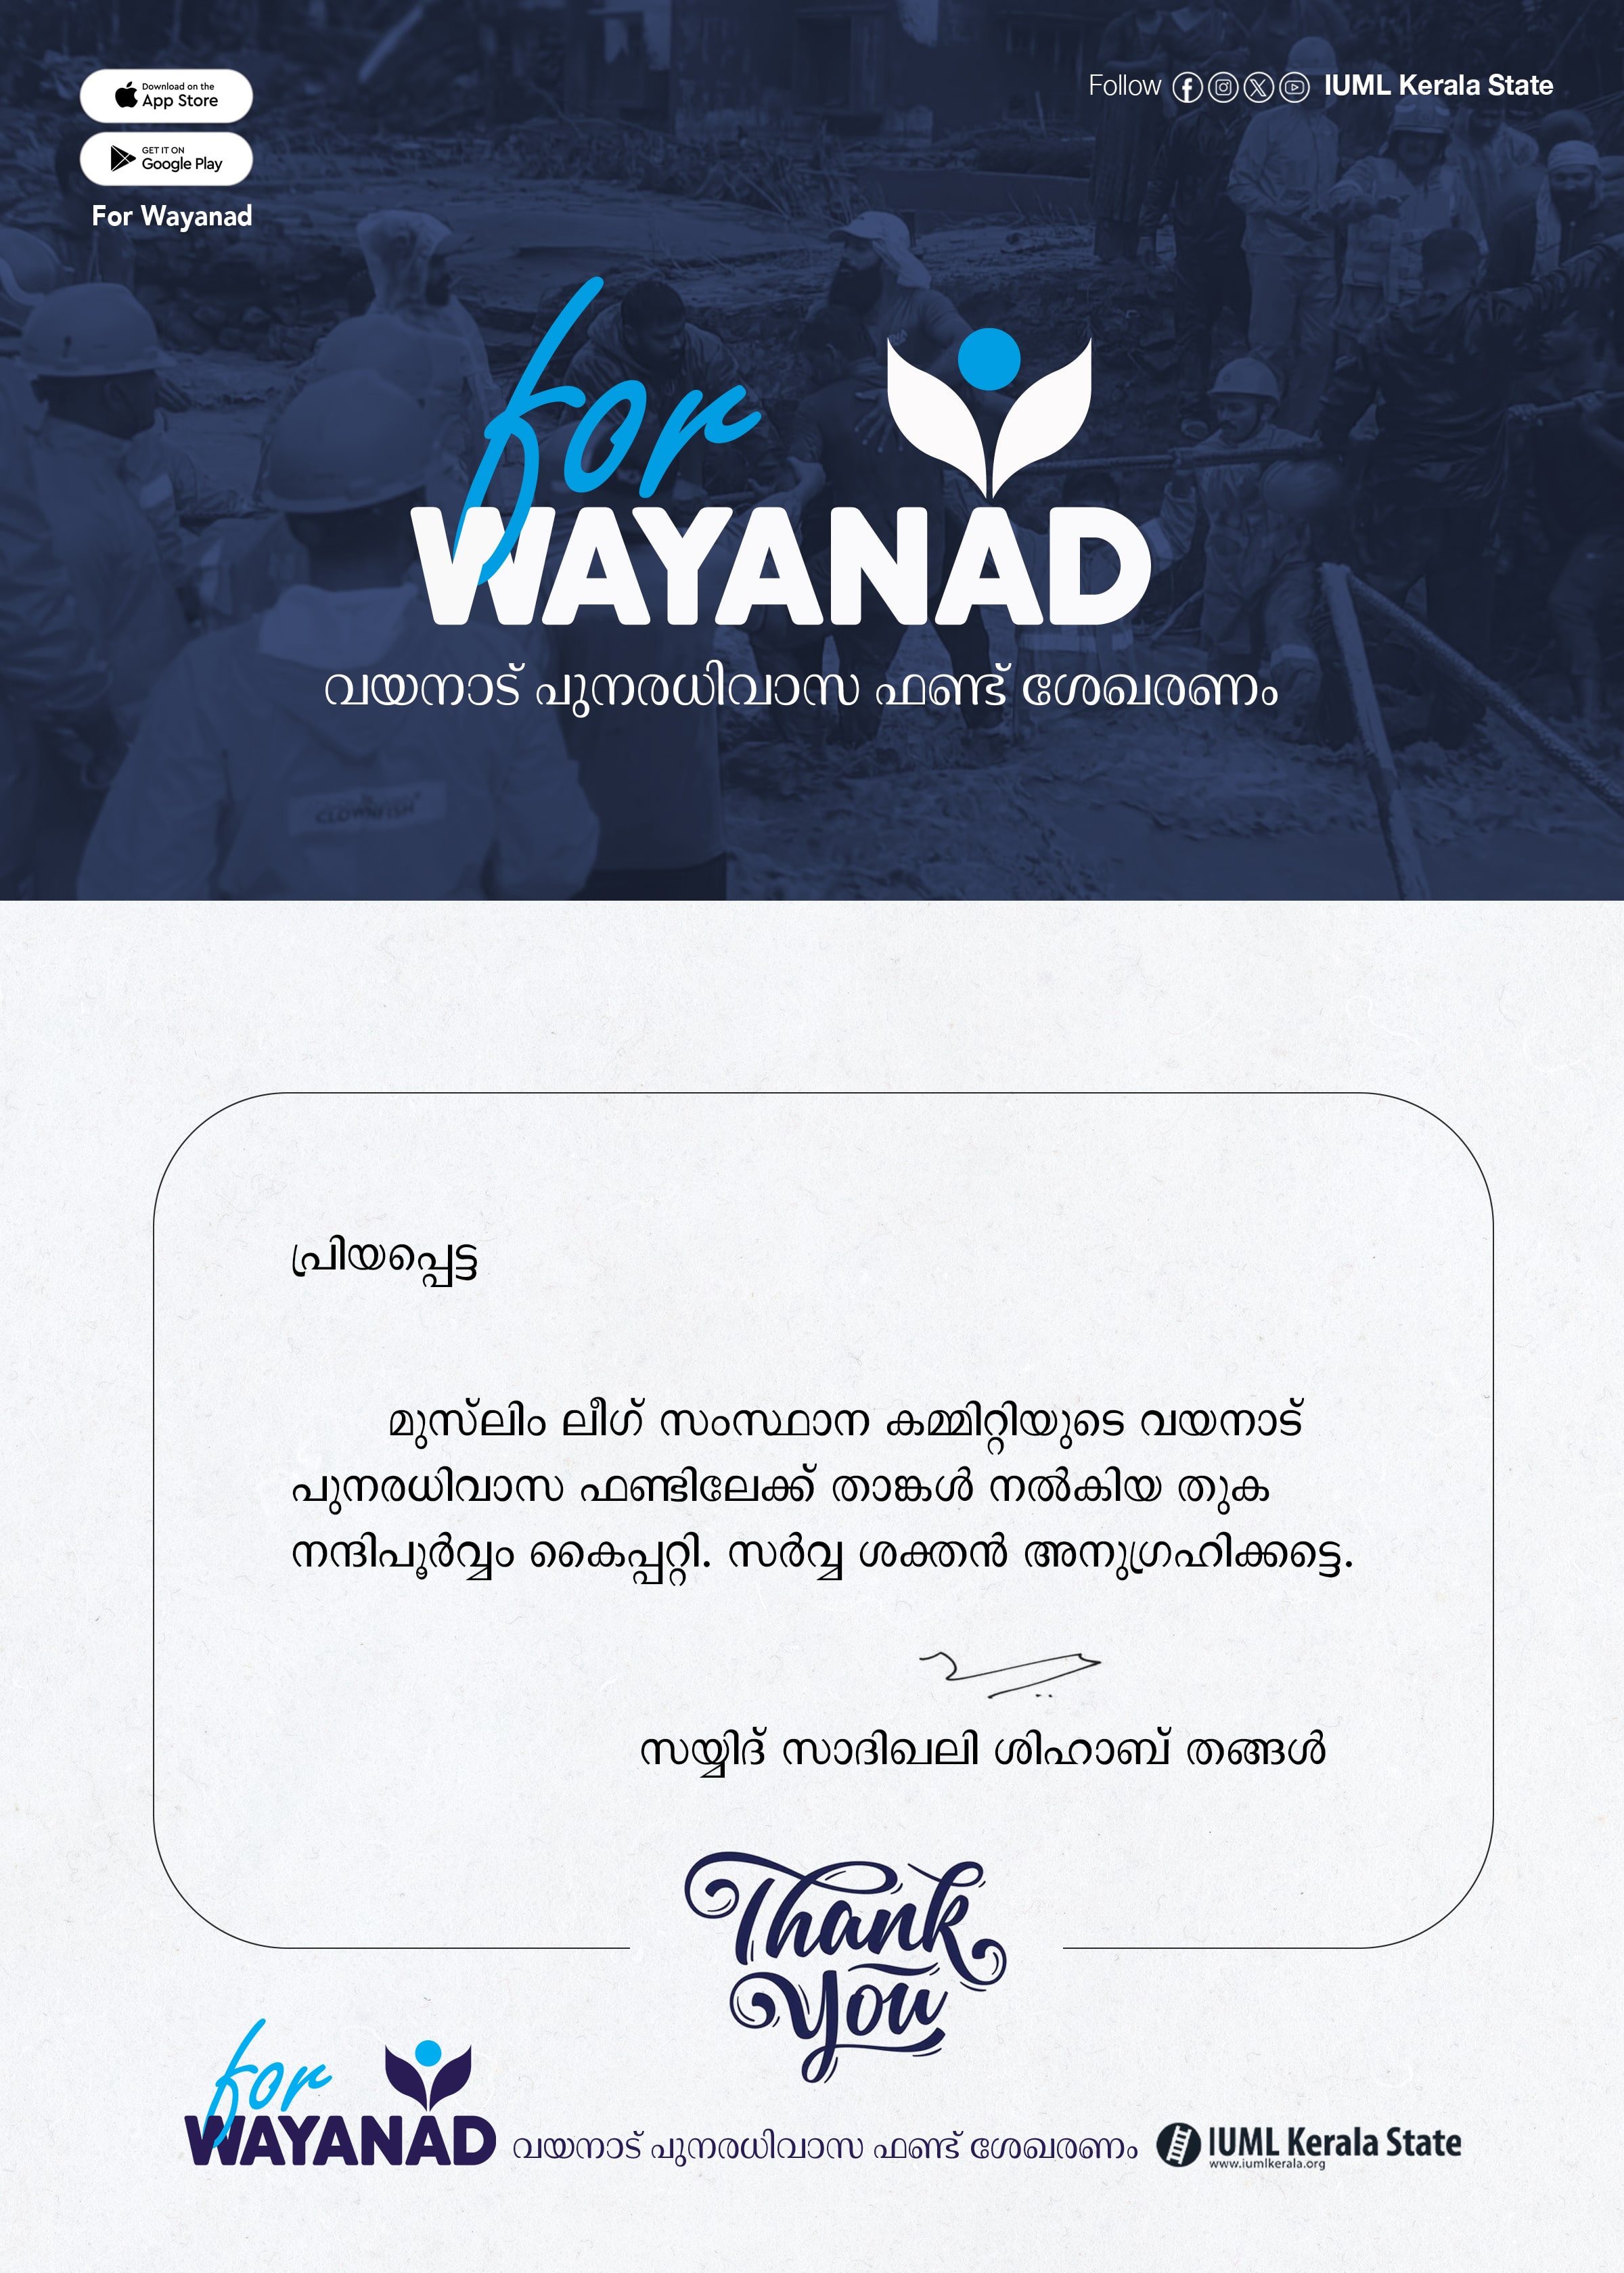 Download on the
App Store
GET IT ON
Google Play
For Wayanad
Follow IUML Kerala State
for
WAYANAD
വയനാട് പുനരധിവാസ ഫണ്ട് ശേഖരണം
CLOWNFISH
പ്രിയപ്പെട്ട
മുസ്‌ലിം ലീഗ് സംസ്ഥാന കമ്മിറ്റിയുടെ വയനാട്
പുനരധിവാസ ഫണ്ടിലേക്ക് താങ്കൾ നൽകിയ തുക
നന്ദിപൂർവ്വം കൈപ്പറ്റി. സർവ്വ ശക്തൻ അനുഗ്രഹിക്കട്ടെ.
സയ്യിദ് സാദിഖലി ശിഹാബ് തങ്ങൾ
Thank
You
for
WAYANAD
വയനാട് പുനരധിവാസ ഫണ്ട് ശേഖരണം
IUML Kerala State
www.iumlkerala.org